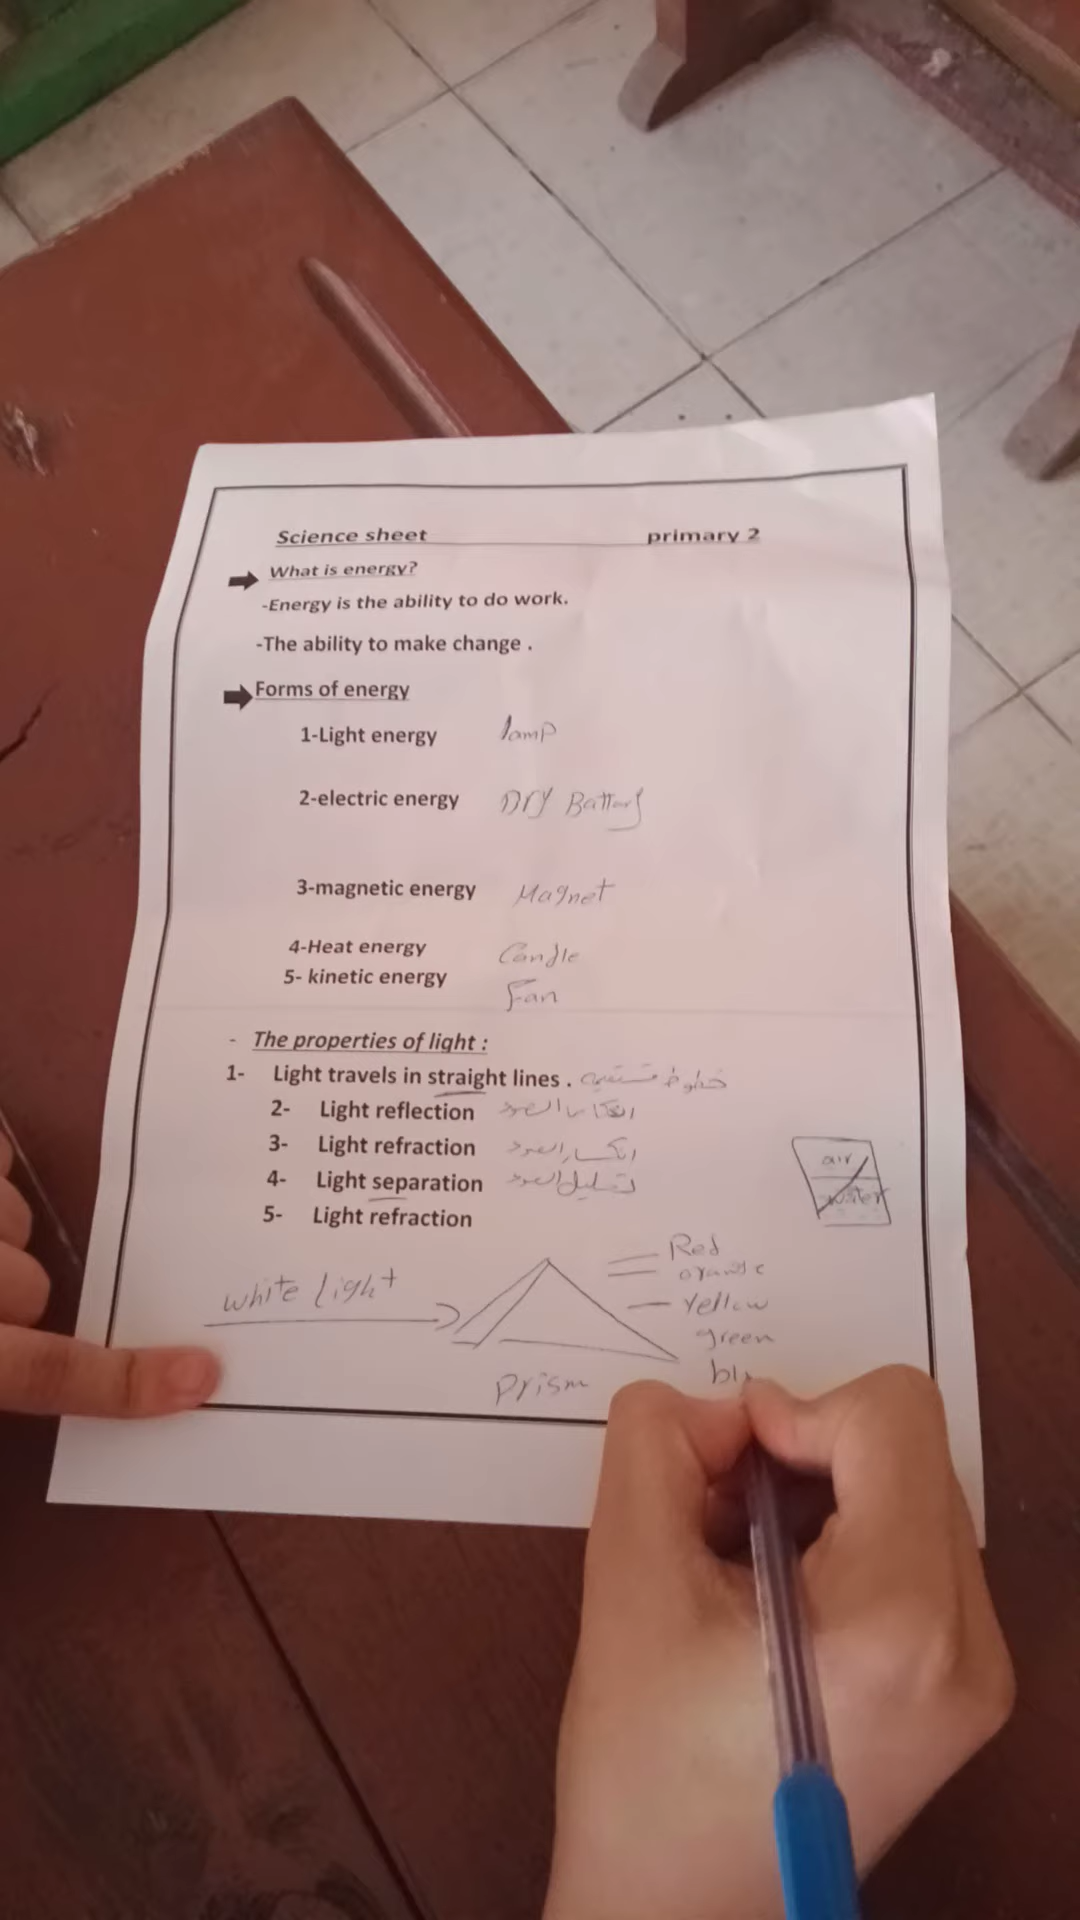 Science sheet primary 2
What is energy?
-Energy is the ability to do work.
-The ability to make change .
Forms of energy
1-Light energy lamp
2-electric energy Dry Battery
3-magnetic energy Magnet
4-Heat energy Candle
5- kinetic energy Fan
- The properties of light :
1- Light travels in straight lines . خطوط مستقيمه
2- Light reflection انعكاس الضوء
3- Light refraction انكسار الضوء
4- Light separation تحليل الضوء
5- Light refraction
air
water
white light
Prism
Red
orange
Yellow
green
bl